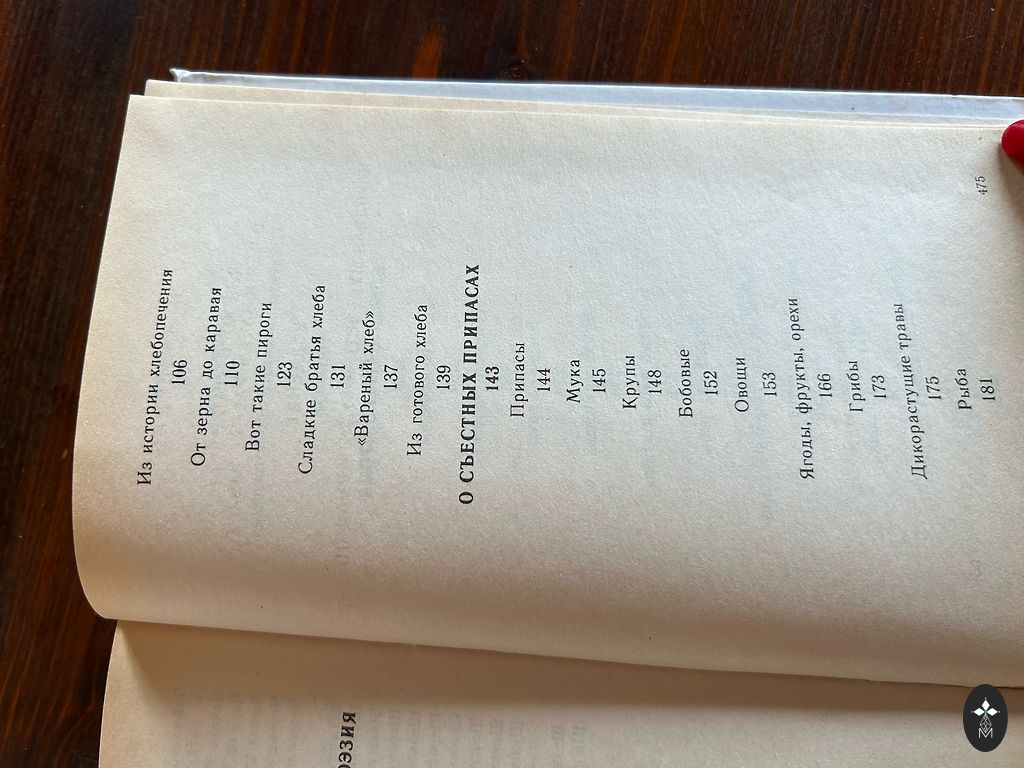 Из истории хлебопечения
106
От зерна до каравая
110
Вот такие пироги
123
Сладкие братья хлеба
131
«Вареный хлеб»
137
Из готового хлеба
139
О СЪЕСТНЫХ ПРИПАСАХ
143
Припасы
144
Мука
145
Крупы
148
Бобовые
152
Овощи
153
Ягоды, фрукты, орехи
166
Грибы
173
Дикорастущие травы
175
Рыба
181
475